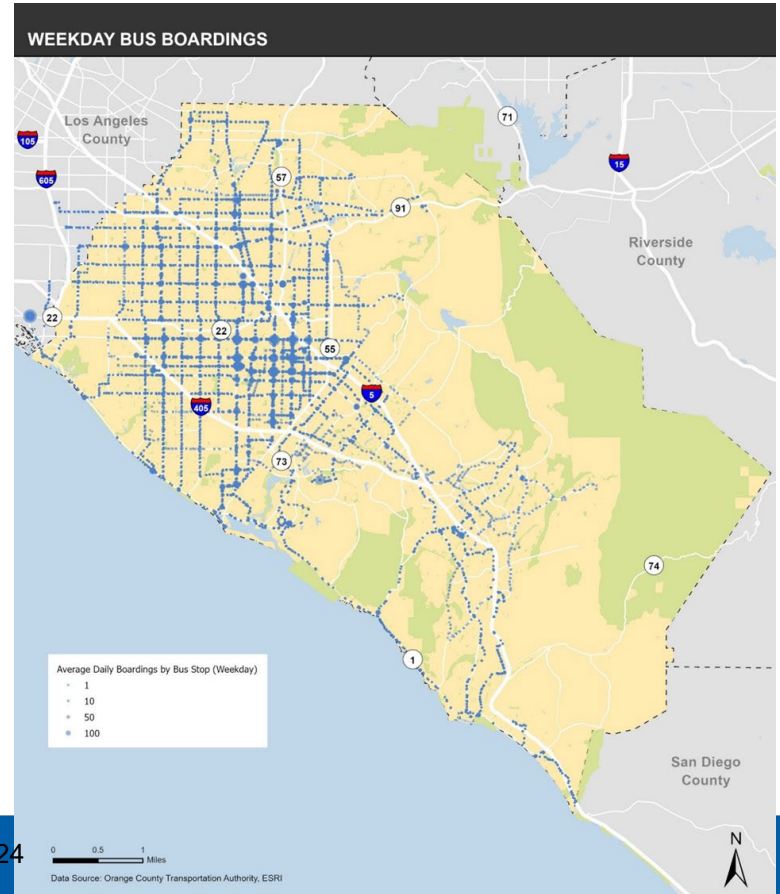 WEEKDAY BUS BOARDINGS
Los Angeles
County
105
605
71
15
57
91
Riverside
County
22
22
55
5
405
73
74
1
Average Daily Boardings by Bus Stop (Weekday)
1
10
50
100
San Diego
County
24
0 0.5 1
Miles
N
Data Source: Orange County Transportation Authority, ESRI